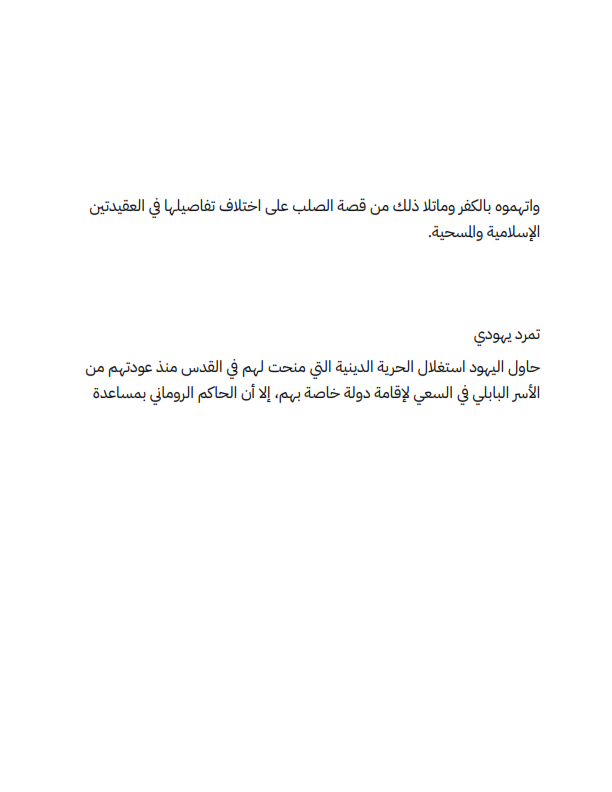 واتهموه بالكفر وماتلا ذلك من قصة الصلب على اختلاف تفاصيلها في العقيدتين
الإسلامية والمسحية.
تمرد يهودي
حاول اليهود استغلال الحرية الدينية التي منحت لهم في القدس منذ عودتهم من
الأسر البابلي في السعي لإقامة دولة خاصة بهم، إلا أن الحاكم الروماني بمساعدة